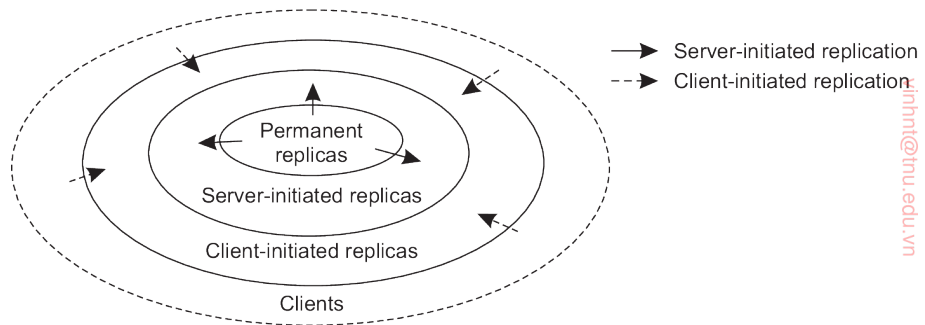 Permanent
replicas
Server-initiated replicas
Client-initiated replicas
Clients
Server-initiated replication
Client-initiated replication
vinhnt@tnu.edu.vn